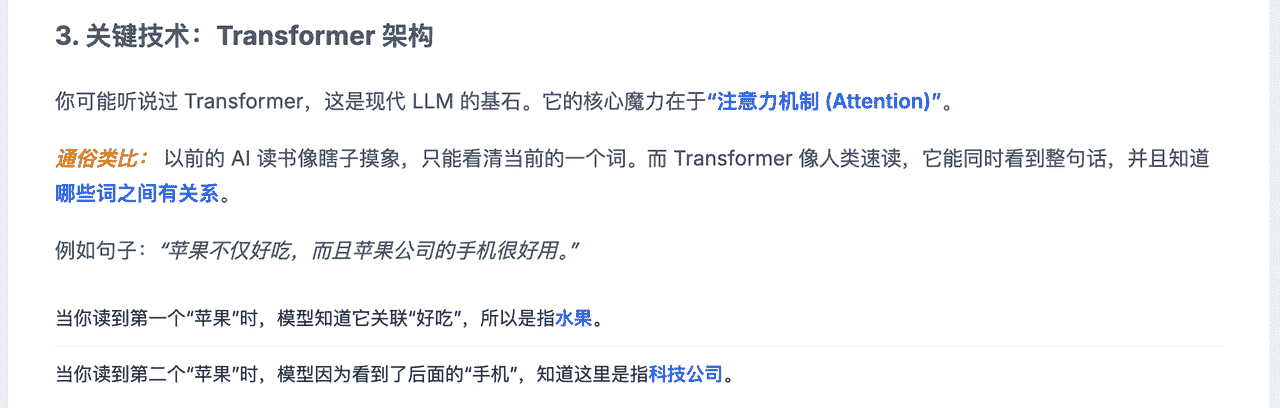 3. 关键技术：Transformer 架构
你可能听说过 Transformer，这是现代 LLM 的基石。它的核心魔力在于“注意力机制 (Attention)”。
通俗类比： 以前的 AI 读书像瞎子摸象，只能看清当前的一个词。而 Transformer 像人类速读，它能同时看到整句话，并且知道
哪些词之间有关系。
例如句子：“苹果不仅好吃，而且苹果公司的手机很好用。”
当你读到第一个“苹果”时，模型知道它关联“好吃”，所以是指水果。
当你读到第二个“苹果”时，模型因为看到了后面的“手机”，知道这里是指科技公司。